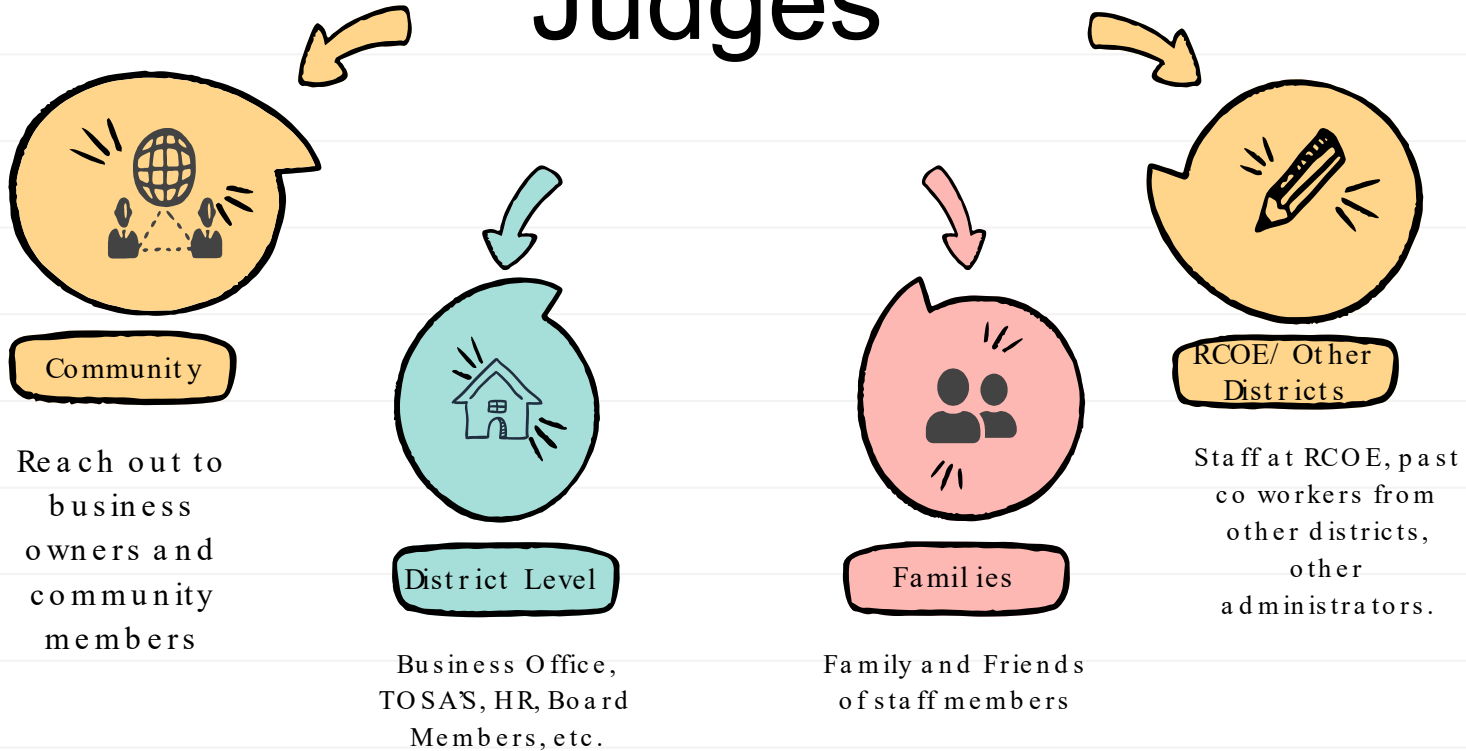 Judges
Community
Reach out to
business
owners and
community
members
District Level
Business Office,
TOSA'S, HR, Board
Members, etc.
Families
Family and Friends
of staff members
RCOE/ Other
Districts
Staff at RCOE, past
co workers from
other districts,
other
administrators.